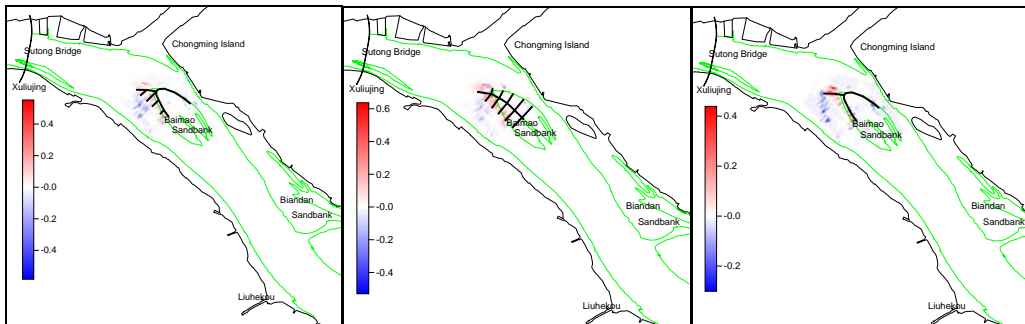 Chongming Island
Sutong Bridge
Xuliujing
0.4
0.2
-0.0
-0.2
-0.4
Baimao
Sandbank
Biandan
Sandbank
Liuhekou
Chongming Island
Sutong Bridge
Xuliujing
0.6
0.4
0.2
-0.0
-0.2
-0.4
Baimao
Sandbank
Biandan
Sandbank
Liuhekou
Chongming Island
Sutong Bridge
Xuliujing
0.4
0.2
-0.0
-0.2
Baimao
Sandbank
Biandan
Sandbank
Liuhekou